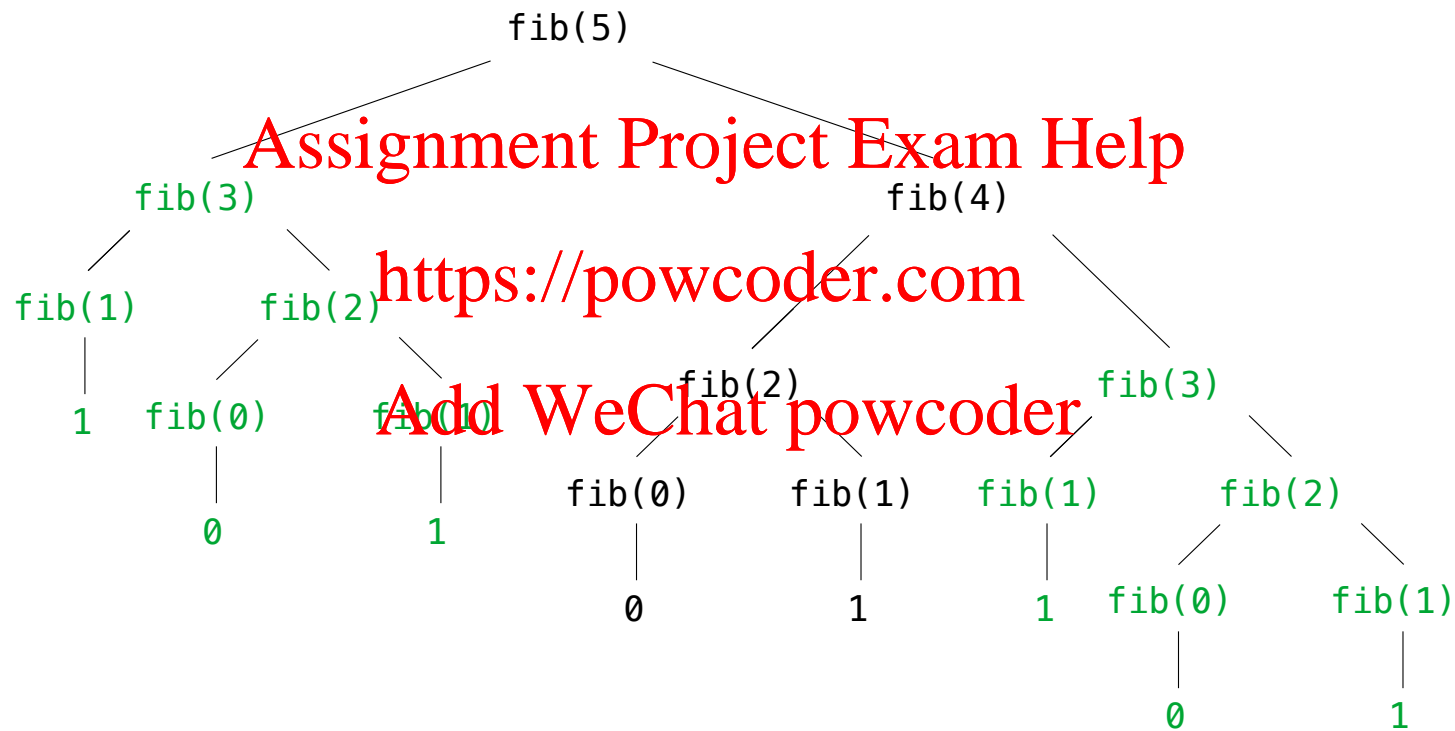 fib(5)
Assignment Project Exam Help
fib(3) fib(4)
https://powcoder.com
fib(1) fib(2)
fib(2) fib(3)
Add WeChat powcoder
1 fib(0) fib(1)
fib(0) fib(1) fib(1) fib(2)
0 1
0 1 1 fib(0) fib(1)
0 1